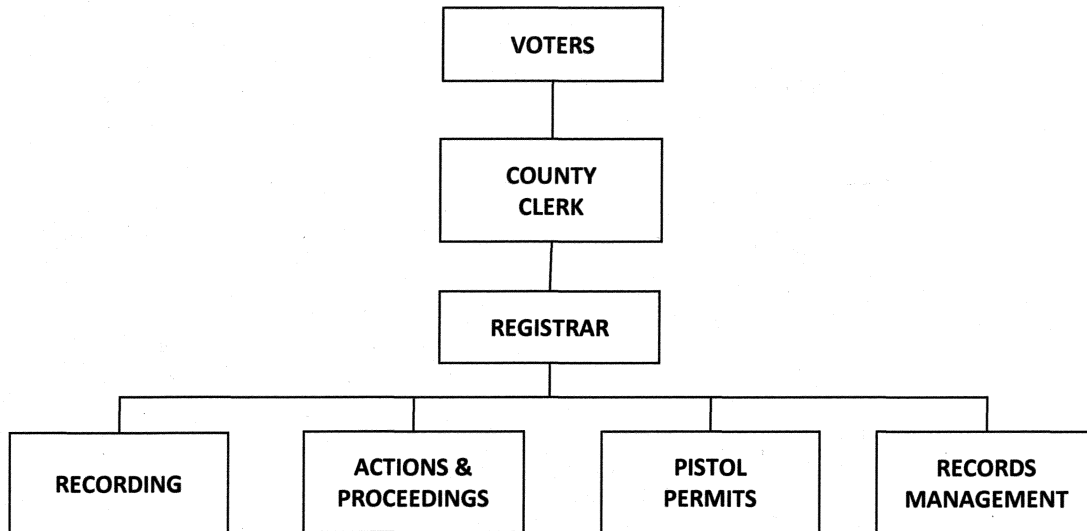 VOTERS
COUNTY
CLERK
REGISTRAR
RECORDING
ACTIONS &
PROCEEDINGS
PISTOL
PERMITS
RECORDS
MANAGEMENT